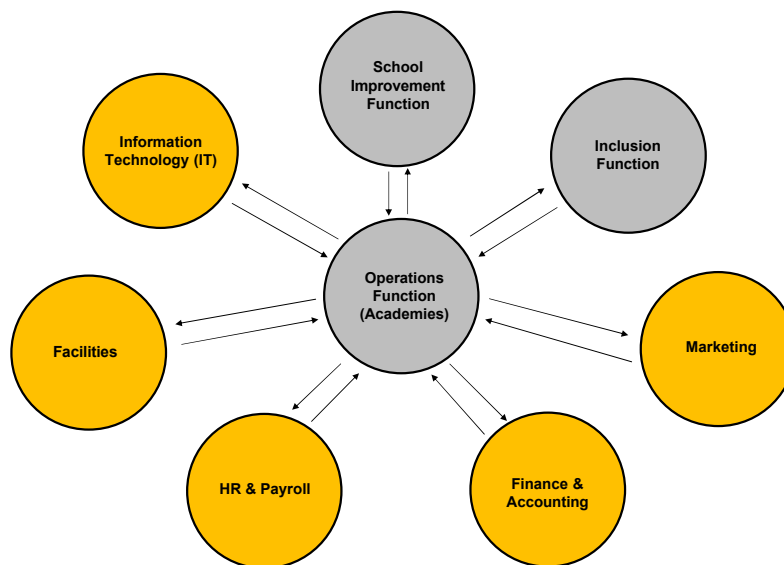 School
Improvement
Function
Information
Technology (IT)
Inclusion
Function
Operations
Function
(Academies)
Facilities
Marketing
HR & Payroll
Finance &
Accounting